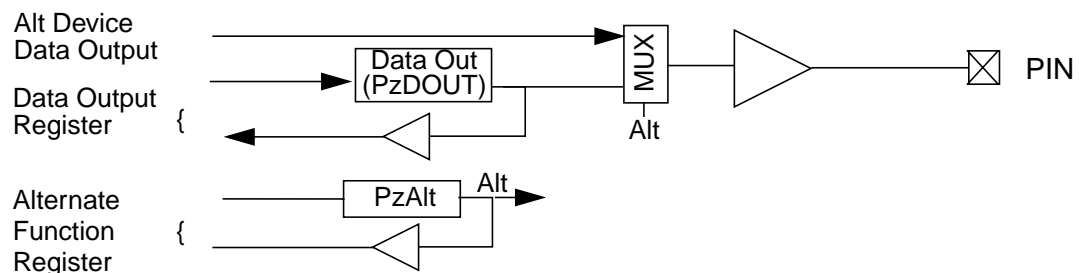 Alt Device
Data Output
Data Out
(PzDOUT)
MUX
PIN
Data Output
Register {
Alt
Alternate
Function {
Register
PzAlt
Alt